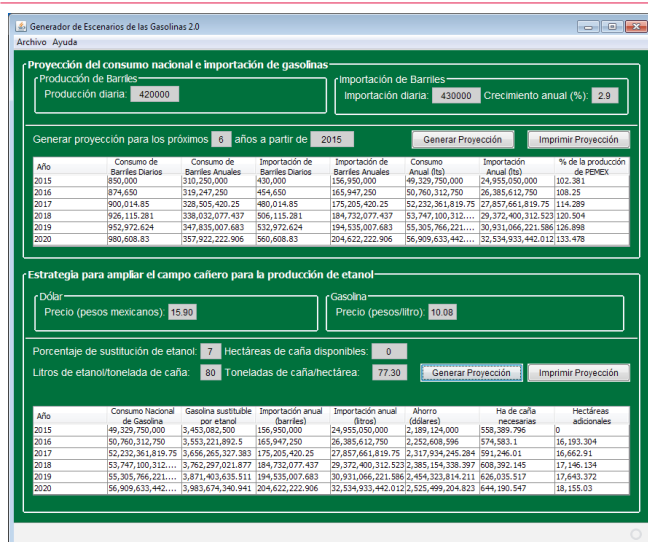 Generador de Escenarios de las Gasolinas 2.0
Archivo Ayuda
Proyección del consumo nacional e importación de gasolinas
Producción de Barriles
Importación de Barriles
Producción diaria: 420000
Importación diaria: 430000 Crecimiento anual (%): 2.9
Generar proyección para los próximos 6 años a partir de 2015 Generar Proyección Imprimir Proyección
Año Consumo de Barriles Diarios Consumo de Barriles Anuales Importación de Barriles Diarios Importación de Barriles Anuales Consumo Anual (lts) Importación Anual (lts) % de la producción de PEMEX
2015 850,000 310,250,000 430,000 156,950,000 49,329,750,000 24,955,050,000 102.381
2016 874,650 319,247,250 454,650 165,947,250 50,760,312,750 26,385,612,750 108.25
2017 900,014.85 328,505,420.25 480,014.85 175,205,420.25 52,232,361,819.75 27,857,661,819.75 114.289
2018 926,115.281 338,032,077.437 506,115.281 184,732,077.437 53,747,100,312.... 29,372,400,312.523 120.504
2019 952,972.624 347,835,007.683 532,972.624 194,535,007.683 55,305,766,221.... 30,931,066,221.586 126.898
2020 980,608.83 357,922,222.906 560,608.83 204,622,222.906 56,909,633,442.... 32,534,933,442.012 133.478
Estrategia para ampliar el campo cañero para la producción de etanol
Dólar
Gasolina
Precio (pesos mexicanos): 15.90
Precio (pesos/litro): 10.08
Porcentaje de sustitución de etanol: 7 Hectáreas de caña disponibles: 0
Litros de etanol/tonelada de caña: 80 Toneladas de caña/hectárea: 77.30 Generar Proyección Imprimir Proyección
Año Consumo Nacional de Gasolina Gasolina sustituible por etanol Importación anual (barriles) Importación anual (litros) Ahorro (ddólares) Ha de caña necesarias Hectáreas adicionales
2015 49,329,750,000 3,453,082,500 156,950,000 24,955,050,000 2,189,124,000 558,389.796 0
2016 50,760,312,750 3,553,221,892.5 165,947,250 26,385,612,750 2,252,608,596 574,583.1 16,193.304
2017 52,232,361,819.75 3,656,265,327.383 175,205,420.25 27,857,661,819.75 2,317,934,245.284 591,246.01 16,662.91
2018 53,747,100,312.... 3,762,297,021.877 184,732,077.437 29,372,400,312.523 2,385,154,338.397 608,392.145 17,146.134
2019 55,305,766,221.... 3,871,403,635.511 194,535,007.683 30,931,066,221.586 2,454,323,814.211 626,035.517 17,643.372
2020 56,909,633,442.... 3,983,674,340.941 204,622,222.906 32,534,933,442.012 2,525,499,204.823 644,190.547 18,155.03